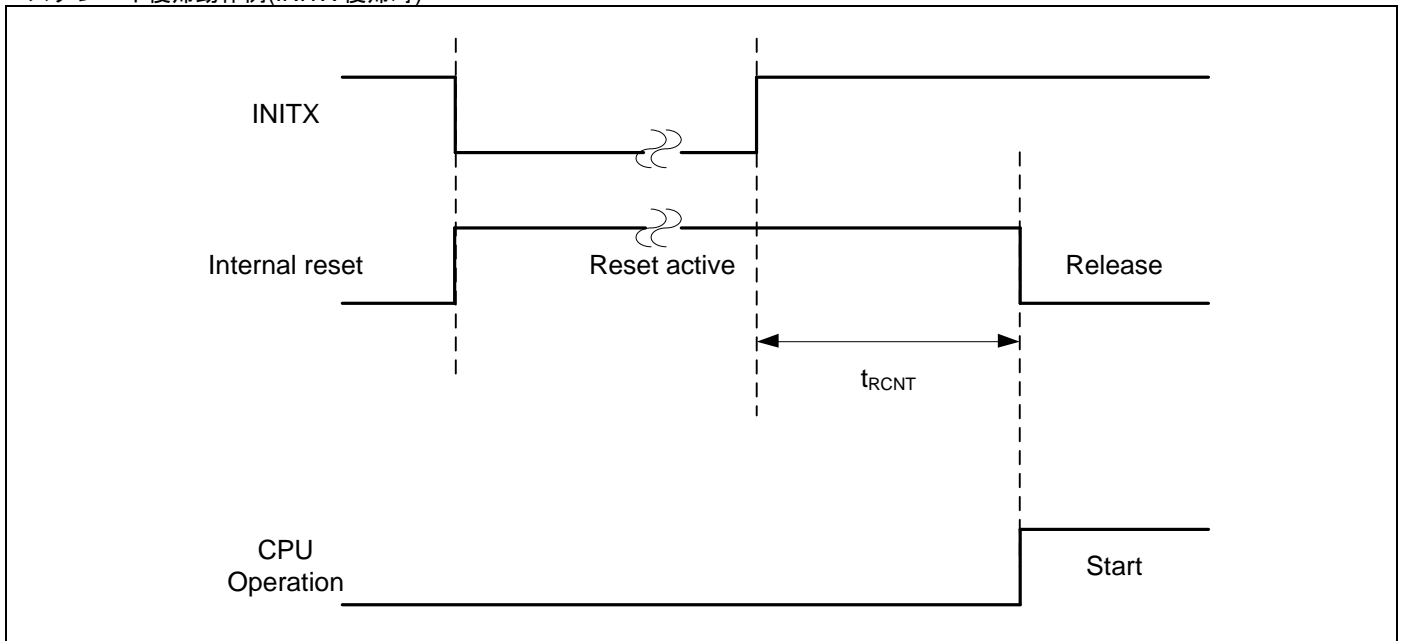 INITX
Internal reset
Reset active
Release
tRCNT
CPU
Operation
Start